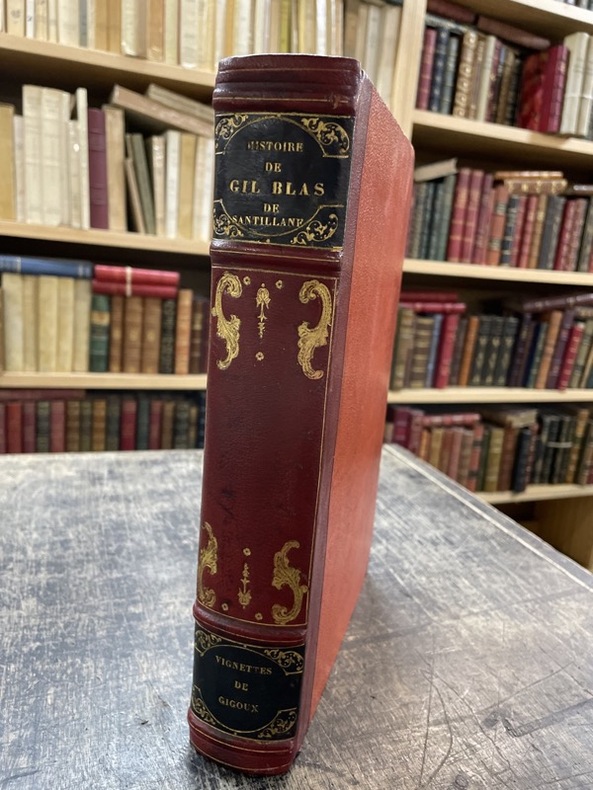 HISTOIRE
DE
GIL BLAS
DE
SANTILLANE
VIGNETTES
DE
GIGOUX